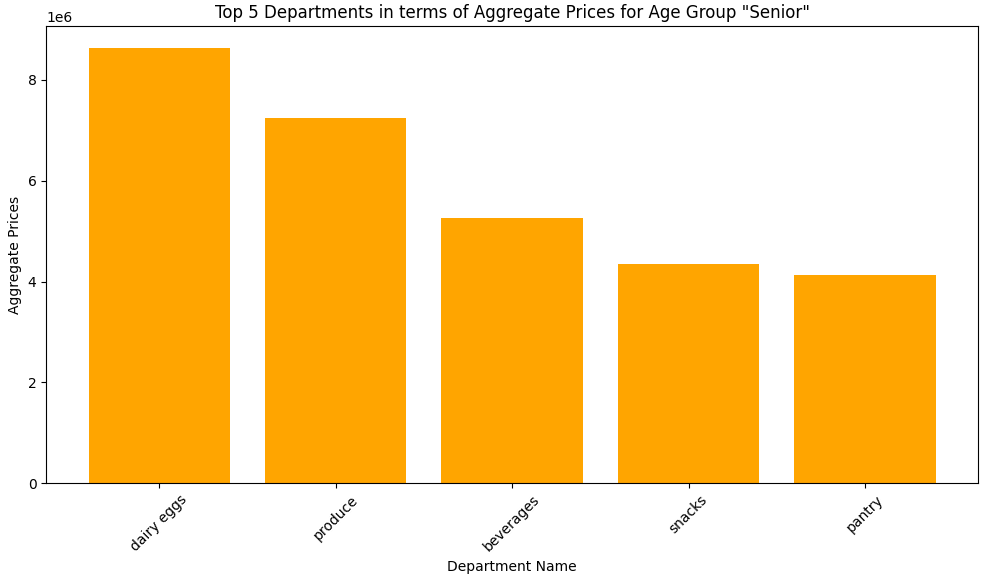 Top 5 Departments in terms of Aggregate Prices for Age Group "Senior"
1e6
8
6
4
2
0
Aggregate Prices
dairy eggs
produce
beverages
snacks
pantry
Department Name